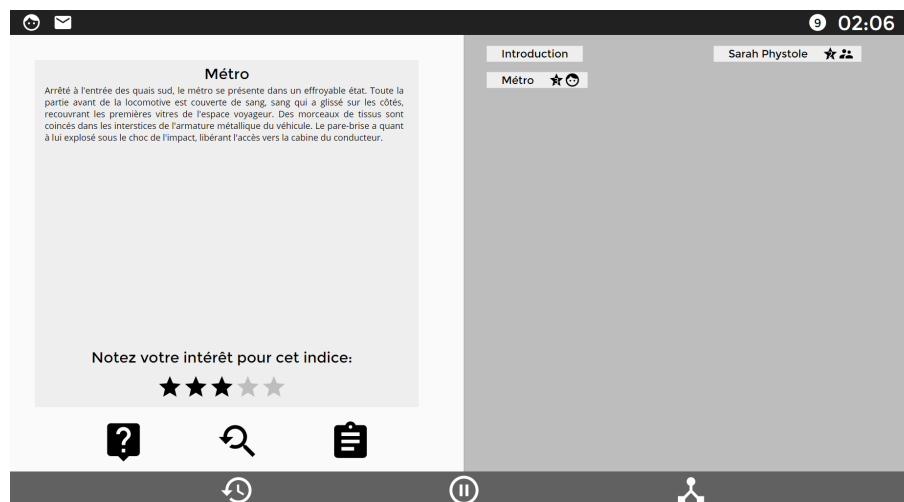 9 02:06
Métro
Arrêté à l'entrée des quais sud, le métro se présente dans un effroyable état. Toute la
partie avant de la locomotive est couverte de sang, sang qui a glissé sur les côtés,
recouvrant les premières vitres de l'espace voyageur. Des morceaux de tissus sont
coincés dans les interstices de l'armature métallique du véhicule. Le pare-brise a quant
à lui explosé sous le choc de l'impact, libérant l'accès vers la cabine du conducteur.
Notez votre intérêt pour cet indice:
Introduction
Sarah Phystole
Métro 3